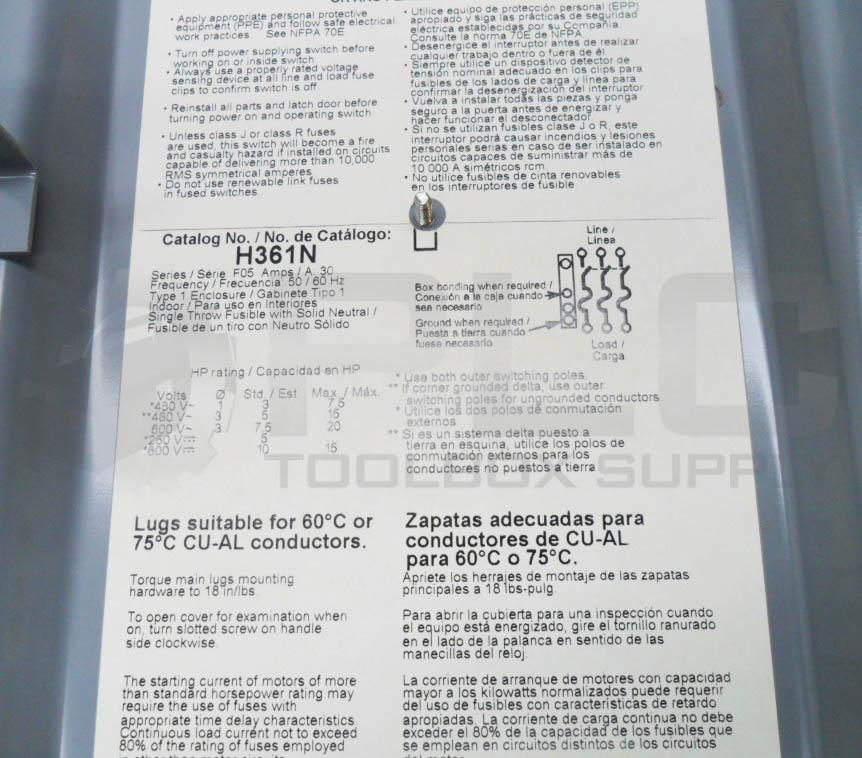 • Apply appropriate personal protective
equipment (PPE) and follow safe electrical
work practices. See NFPA 70E
• Turn off power supplying switch before
working on or inside switch
• Always use a properly rated voltage
sensing device at all line and load fuse
clips to confirm switch is off
• Reinstall all parts and latch door before
turning power on and operating switch
• Unless class J or class R fuses
are used, this switch will become a fire
and casualty hazard if installed on circuits
capable of delivering more than 10,000
RMS symmetrical amperes
• Do not use renewable link fuses
in fused switches
• Utilice equipo de protección personal (EPP)
apropiado y siga las prácticas de seguridad
eléctrica establecidas por su Compañia.
Consulte la norma 70E de NFPA
• Desenergice el interruptor antes de realizar
cualquier trabajo dentro o fuera de él
• Siempre utilice un dispositivo detector de
tensión nominal adecuado en los clips para
fusibles de los lados de carga y línea para
confirmar la desenergización del interruptor
• Vuelva a instalar todas las piezas y ponga
seguro a la puerta antes de energizar y
hacer funcionar el desconectador
• Si no se utilizan fusibles clase J o R, este
interruptor podrá causar incendios y lesiones
personales serias en caso de ser instalado en
circuitos capaces de suministrar más de
10 000 A simétricos rcm
• No utilice fusibles de cinta renovables
en los interruptores de fusible
Catalog No. / No. de Catálogo:
H361N
Series / Série F05 Amps / A. 30
Frequency / Frecuencia: 50 / 60 Hz
Type 1 Enclosure / Gabinete Tipo 1
Indoor / Para uso en Interiores
Single Throw Fusible with Solid Neutral /
Fusible de un tiro con Neutro Sólido
Line /
Línea
Box bonding when required /
Conexión a la caja cuando
sea necesario
Ground when required /
Puesta a tierra cuando
fuese necesario
Load /
Carga
HP rating / Capacidad en HP
Volts Ø Std. / Est Max. / Máx.
*480 V~ 1 3 7.5
**480 V~ 3 5 15
600 V~ 3 7.5 20
*250 V⎓ 5
*600 V⎓ 10 15
* Use both outer switching poles.
** If corner grounded delta, use outer
switching poles for ungrounded conductors.
* Utilice los dos polos de conmutación
externos.
** Si es un sistema delta puesto a
tierra en esquina, utilice los polos de
conmutación externos para los
conductores no puestos a tierra
PLC
TOOLBOX SUPPLY
Lugs suitable for 60°C or
75°C CU-AL conductors.
Torque main lugs mounting
hardware to 18 in/lbs.
To open cover for examination when
on, turn slotted screw on handle
side clockwise.
The starting current of motors of more
than standard horsepower rating may
require the use of fuses with
appropriate time delay characteristics
Continuous load current not to exceed
80% of the rating of fuses employed
Zapatas adecuadas para
conductores de CU-AL
para 60°C o 75°C.
Apriete los herrajes de montaje de las zapatas
principales a 18 lbs-pulg.
Para abrir la cubierta para una inspección cuando
el equipo está energizado, gire el tornillo ranurado
en el lado de la palanca en sentido de las
manecillas del reloj.
La corriente de arranque de motores con capacidad
mayor a los kilowatts normalizados puede requerir
del uso de fusibles con características de retardo
apropiadas. La corriente de carga continua no debe
exceder el 80% de la capacidad de los fusibles que
se emplean en circuitos distintos de los circuitos